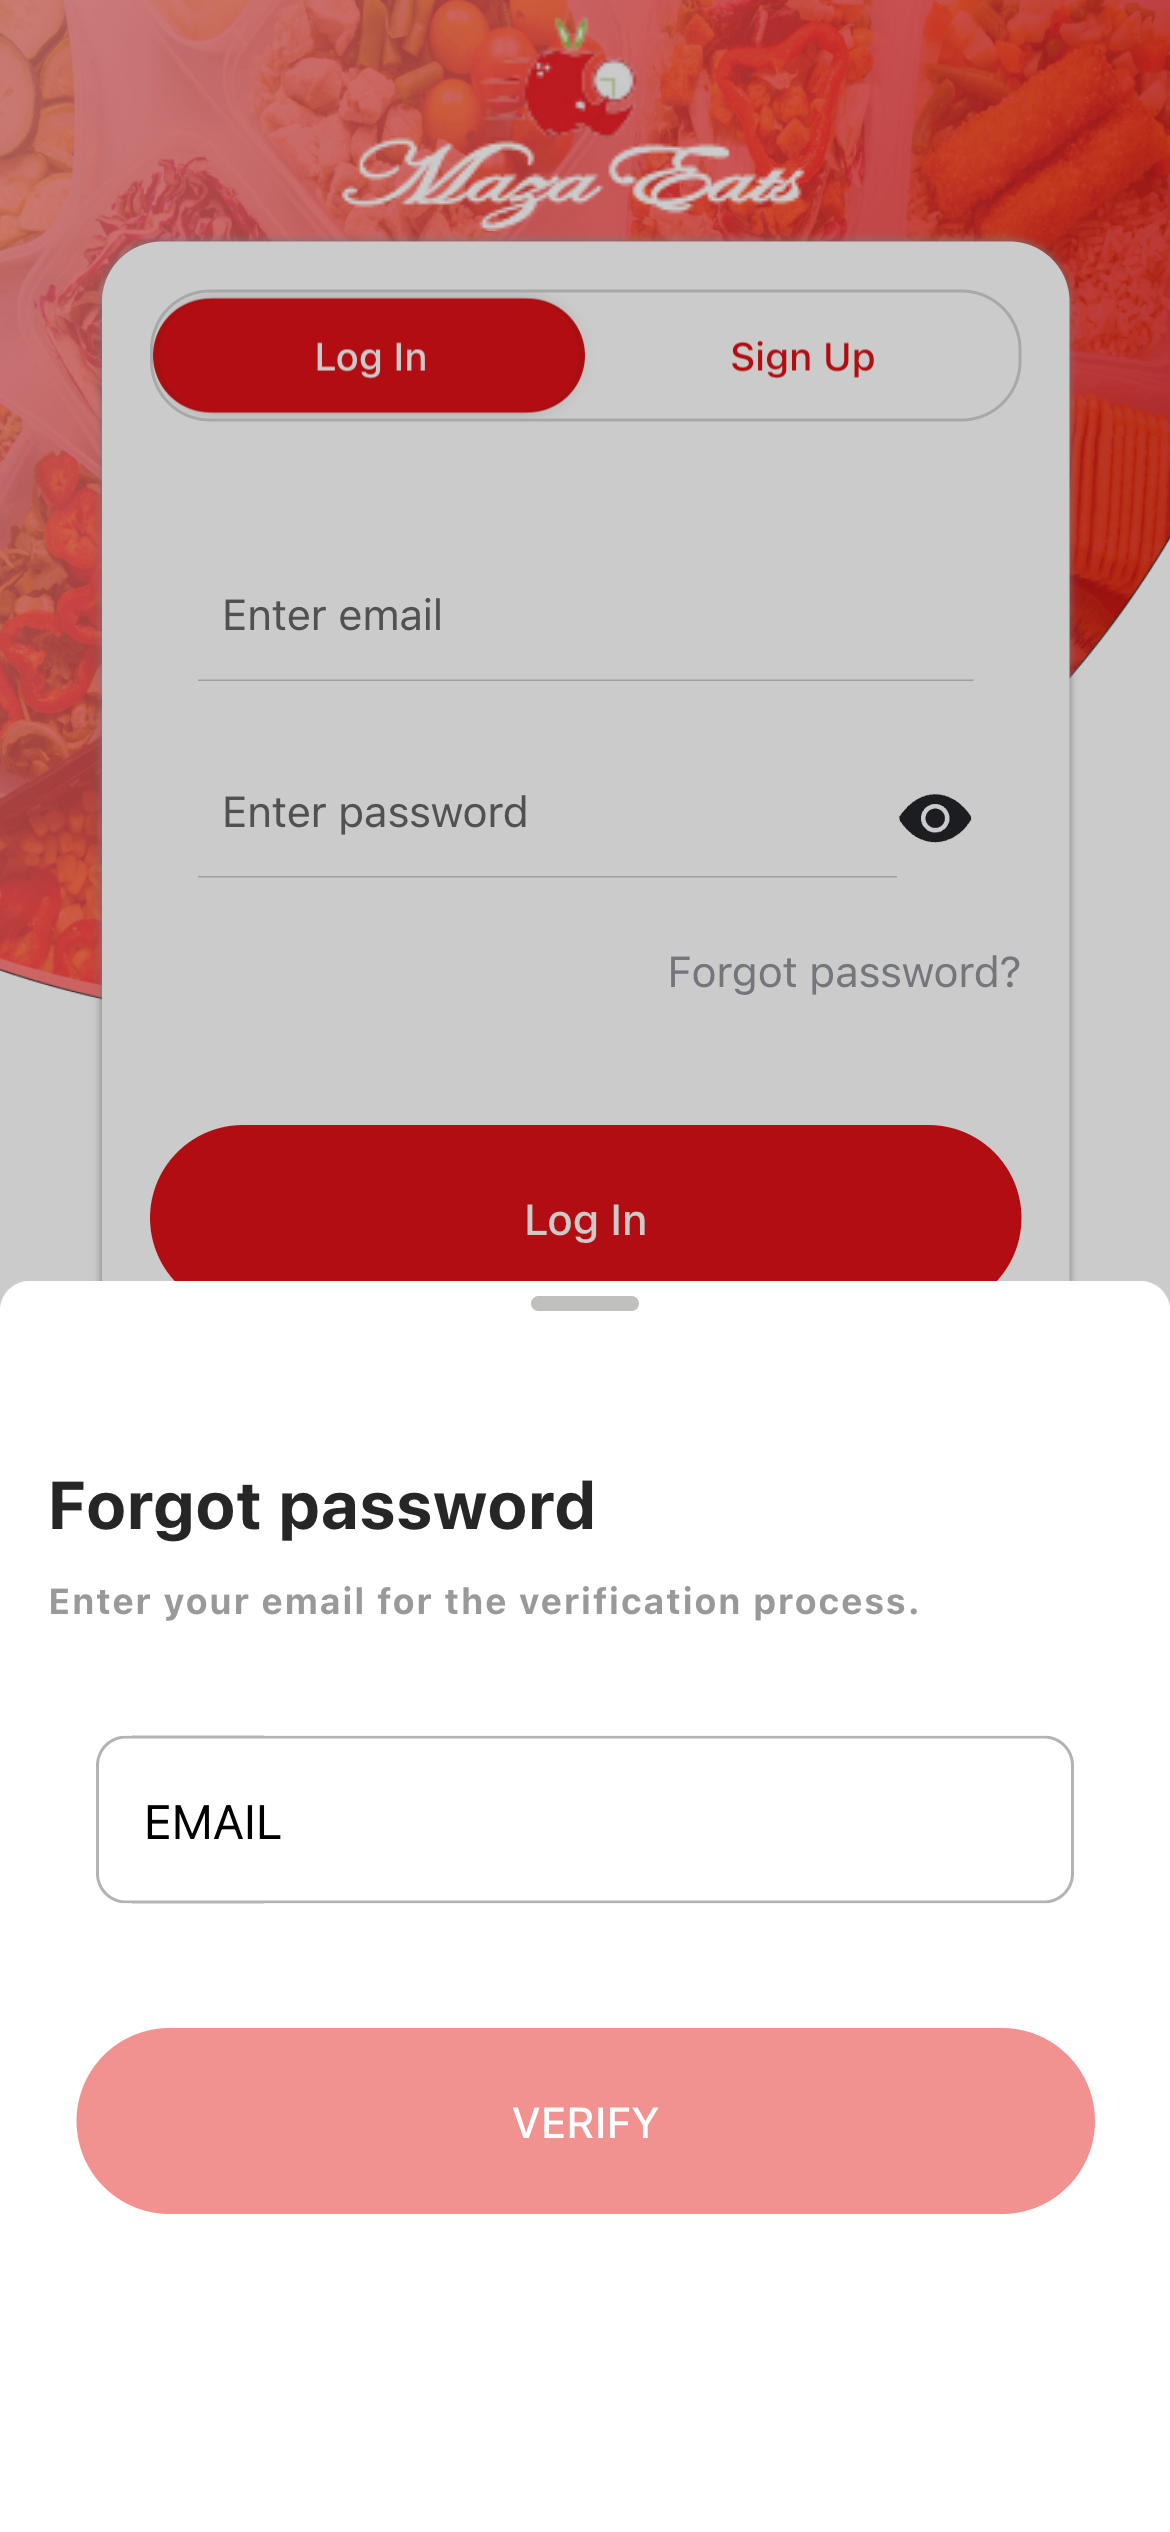 Maza Eats
Log In
Sign Up
Enter email
Enter password
Forgot password?
Log In
Forgot password
Enter your email for the verification process.
EMAIL
VERIFY